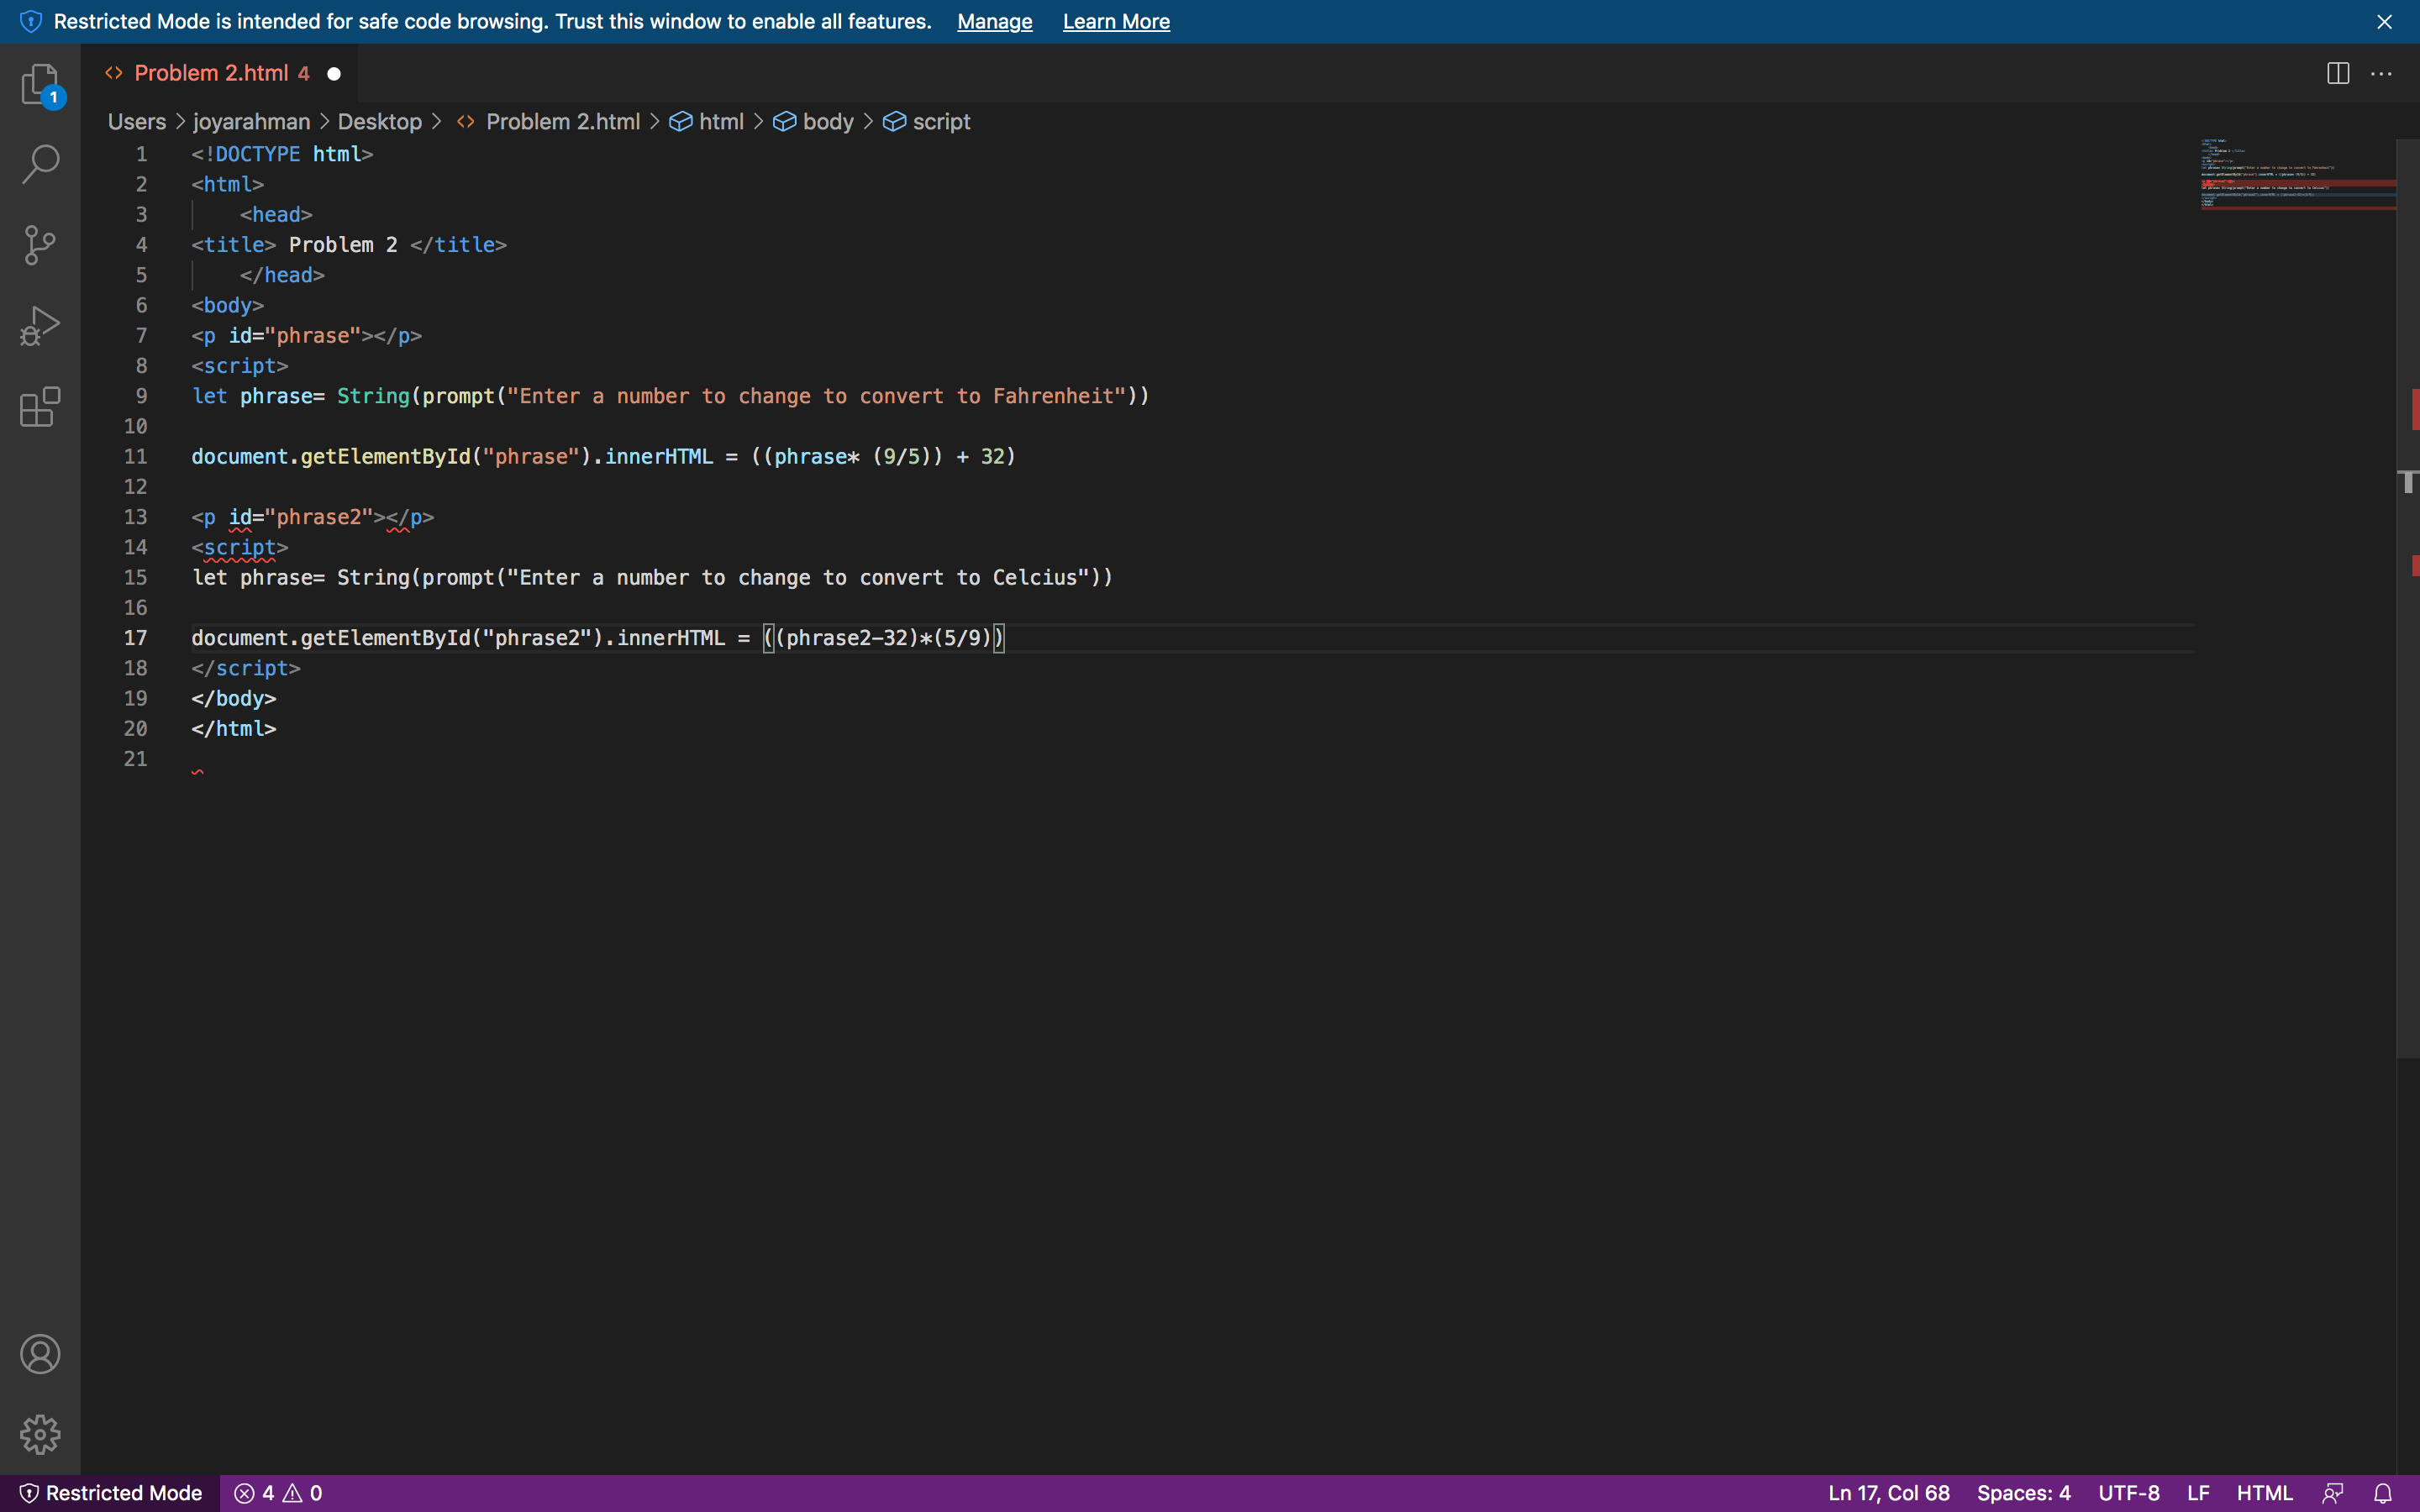 Restricted Mode is intended for safe code browsing. Trust this window to enable all features. Manage Learn More
1
Problem 2.html 4
Users > joyarahman > Desktop > Problem 2.html > html > body > script
1 <!DOCTYPE html>
2 <html>
3 <head>
4 <title> Problem 2 </title>
5 </head>
6 <body>
7 <p id="phrase"></p>
8 <script>
9 let phrase= String(prompt("Enter a number to change to convert to Fahrenheit"))
10
11 document.getElementById("phrase").innerHTML = ((phrase* (9/5)) + 32)
12
13 <p id="phrase2"></p>
14 <script>
15 let phrase= String(prompt("Enter a number to change to convert to Celcius"))
16
17 document.getElementById("phrase2").innerHTML = ((phrase2-32)*(5/9))
18 </script>
19 </body>
20 </html>
21
Restricted Mode 4 0 Ln 17, Col 68 Spaces: 4 UTF-8 LF HTML